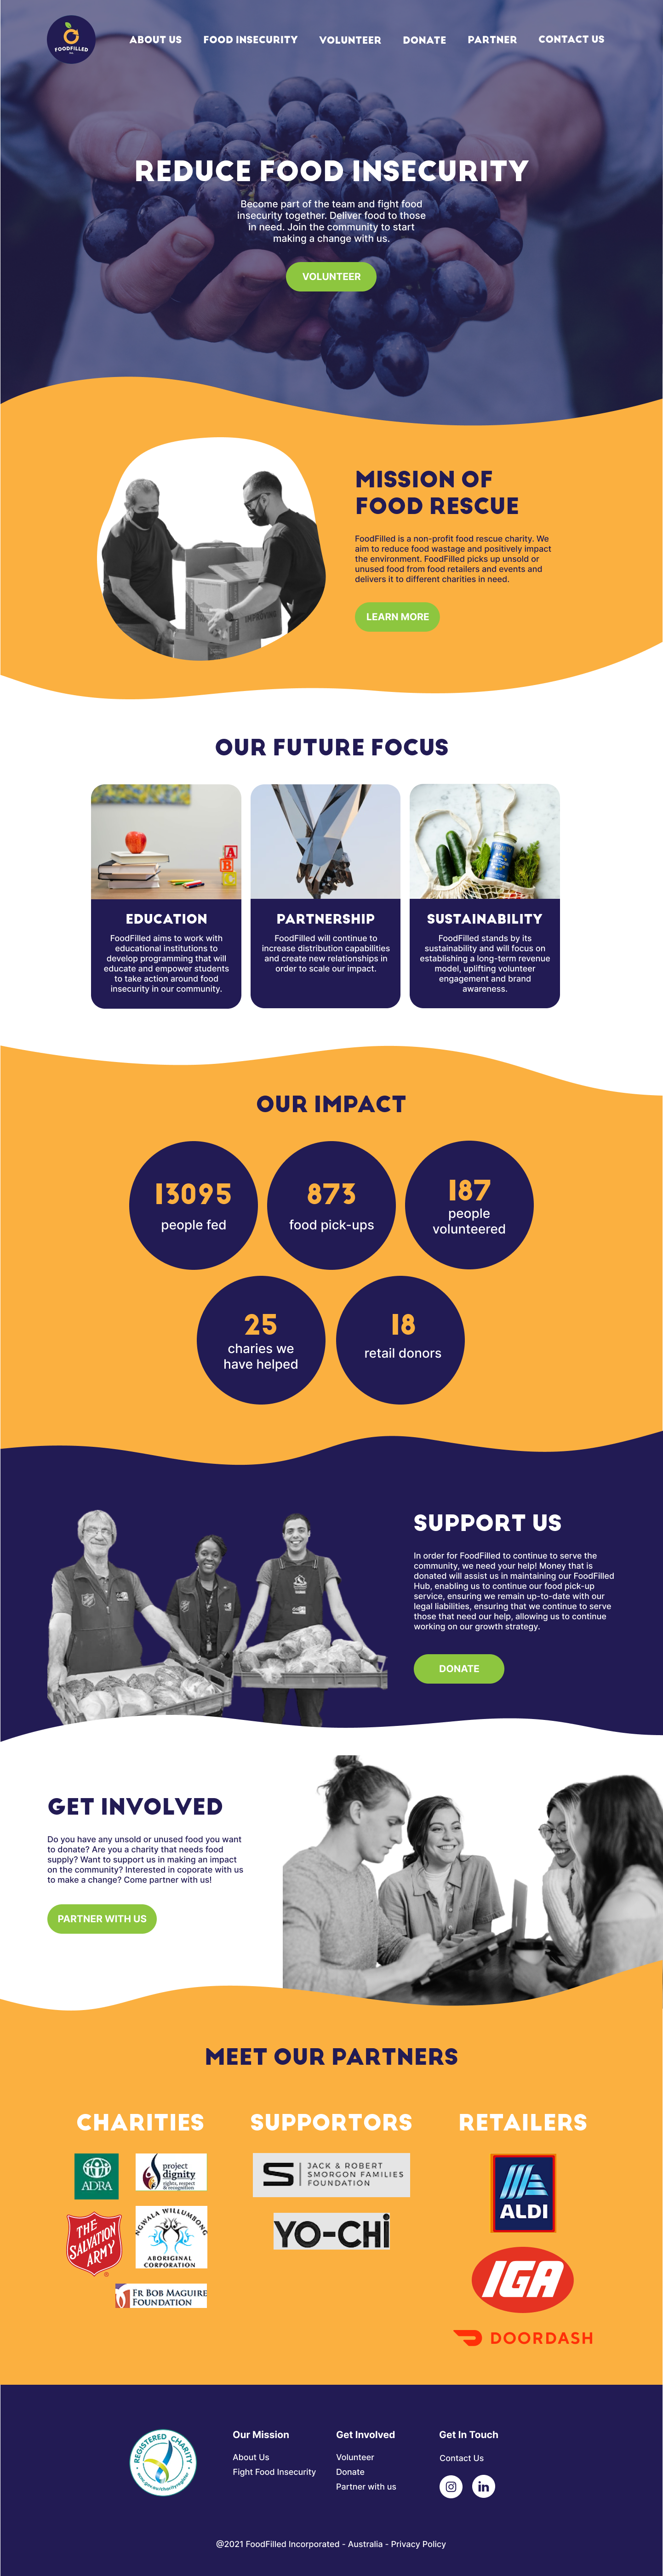 FOODFILLED
ABOUT US
FOOD INSECURITY
VOLUNTEER
DONATE
PARTNER
CONTACT US
REDUCE FOOD INSECURITY
Become part of the team and fight food
insecurity together. Deliver food to those
in need. Join the community to start
making a change with us.
VOLUNTEER
MISSION OF
FOOD RESCUE
FoodFilled is a non-profit food rescue charity. We
aim to reduce food wastage and positively impact
the environment. FoodFilled picks up unsold or
unused food from food retailers and events and
delivers it to different charities in need.
LEARN MORE
OUR FUTURE FOCUS
A
B
EDUCATION
FoodFilled aims to work with
educational institutions to
develop programming that will
educate and empower students
to take action around food
insecurity in our community.
PARTNERSHIP
FoodFilled will continue to
increase distribution capabilities
and create new relationships in
order to scale our impact.
SUSTAINABILITY
FoodFilled stands by its
sustainability and will focus on
establishing a long-term revenue
model, uplifting volunteer
engagement and brand
awareness.
OUR IMPACT
13095
people fed
873
food pick-ups
187
people
volunteered
25
charies we
have helped
18
retail donors
SUPPORT US
In order for FoodFilled to continue to serve the
community, we need your help! Money that is
donated will assist us in maintaining our FoodFilled
Hub, enabling us to continue our food pick-up
service, ensuring we remain up-to-date with our
legal liabilities, ensuring that we continue to serve
those that need our help, allowing us to continue
working on our growth strategy.
DONATE
GET INVOLVED
Do you have any unsold or unused food you want
to donate? Are you a charity that needs food
supply? Want to support us in making an impact
on the community? Interested in coporate with us
to make a change? Come partner with us!
PARTNER WITH US
MEET OUR PARTNERS
CHARITIES
ADRA
project
dignity
rights, respect
& recognition
THE
SALVATION
ARMY
NGWALA WILLUMBONG
ABORIGINAL
CORPORATION
FR BOB MAGUIRE
FOUNDATION
SUPPORTORS
S
JACK & ROBERT
SMORGON FAMILIES
FOUNDATION
YO-CHI
RETAILERS
ALDI
IGA
DOORDASH
REGISTERED CHARITY
acnc.gov.au/charityregister
Our Mission
About Us
Fight Food Insecurity
Get Involved
Volunteer
Donate
Partner with us
Get In Touch
Contact Us
in
@2021 FoodFilled Incorporated - Australia - Privacy Policy